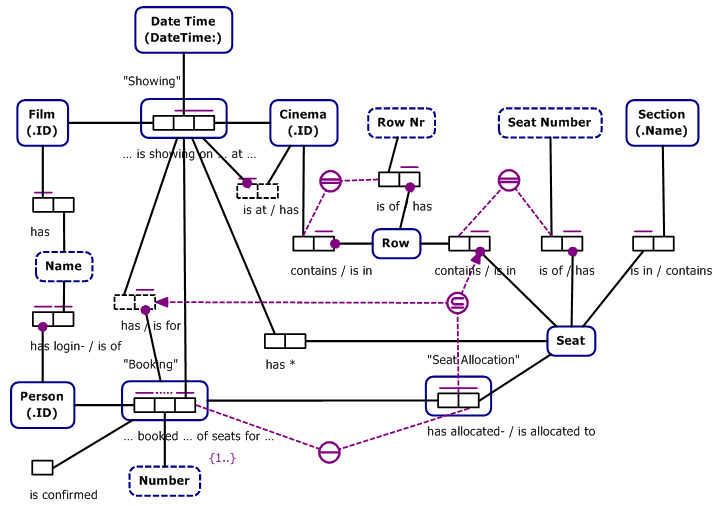 Date Time
(DateTime:)
"Showing"
Film
(.ID)
Cinema
(.ID)
Row Nr
Seat Number
Section
(.Name)
... is showing on ... at ...
is at / has
is of / has
has
contains / is in
Row
contains / is in
is of / has
is in / contains
Name
has / is for
has login- / is of
has *
Seat
"Booking"
"Seat Allocation"
Person
(.ID)
... booked ... of seats for ...
has allocated- / is allocated to
{1..}
Number
is confirmed